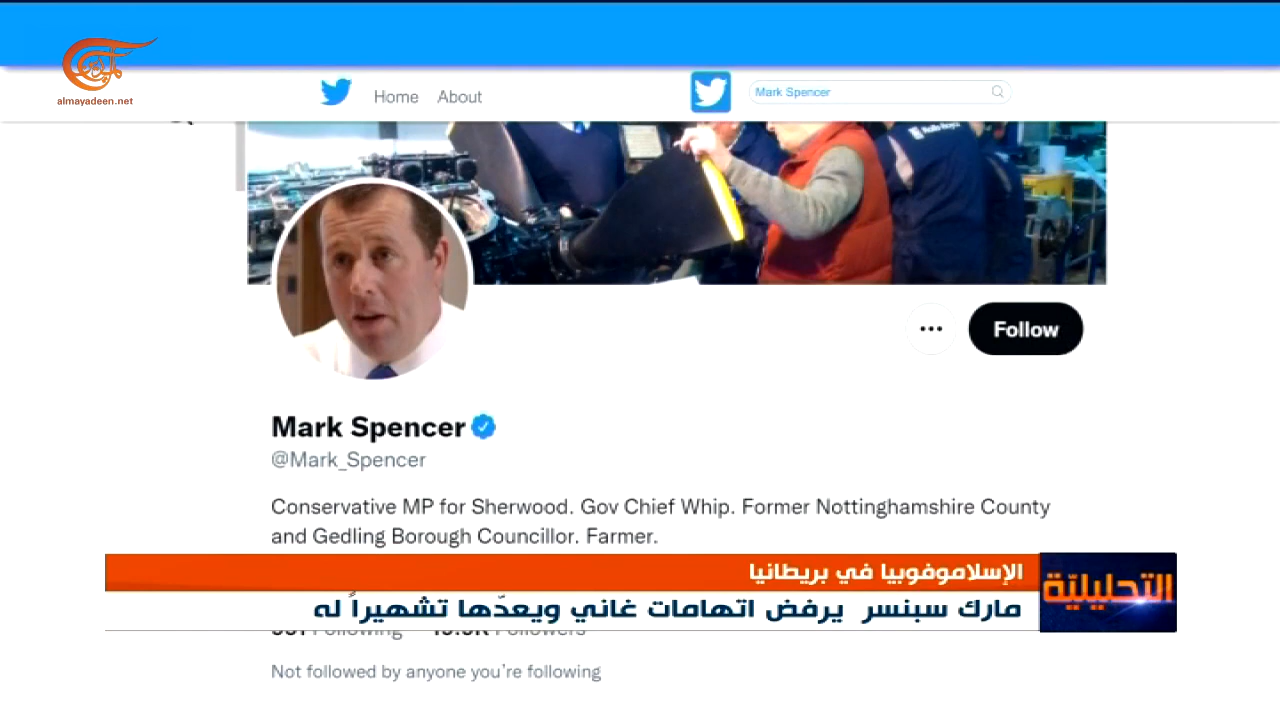 almayadeen.net
Home About
Mark Spencer
Follow
Mark Spencer
@Mark_Spencer
Conservative MP for Sherwood. Gov Chief Whip. Former Nottinghamshire County
and Gedling Borough Councillor. Farmer.
الإسلاموفوبيا في بريطانيا
التحليليّة
مارك سبنسر يرفض اتهامات غاني ويعدّها تشهيراً له
Following Followers
Not followed by anyone you're following